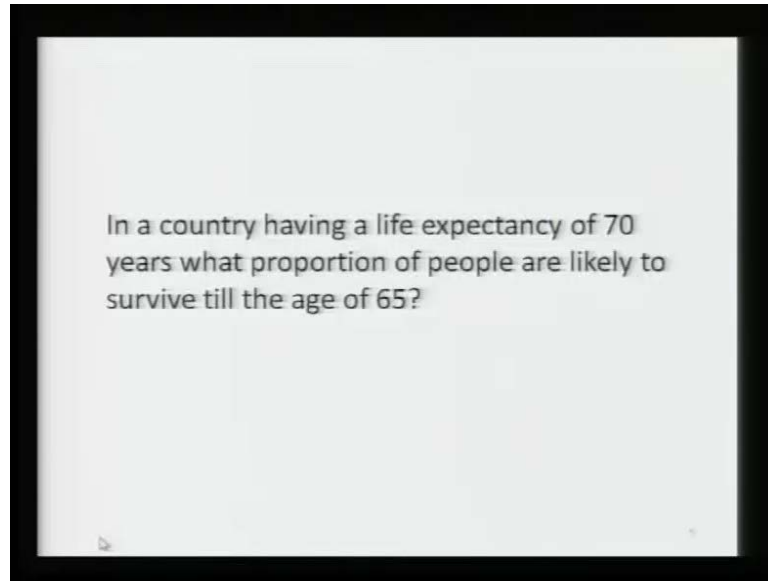 In a country having a life expectancy of 70
years what proportion of people are likely to
survive till the age of 65?